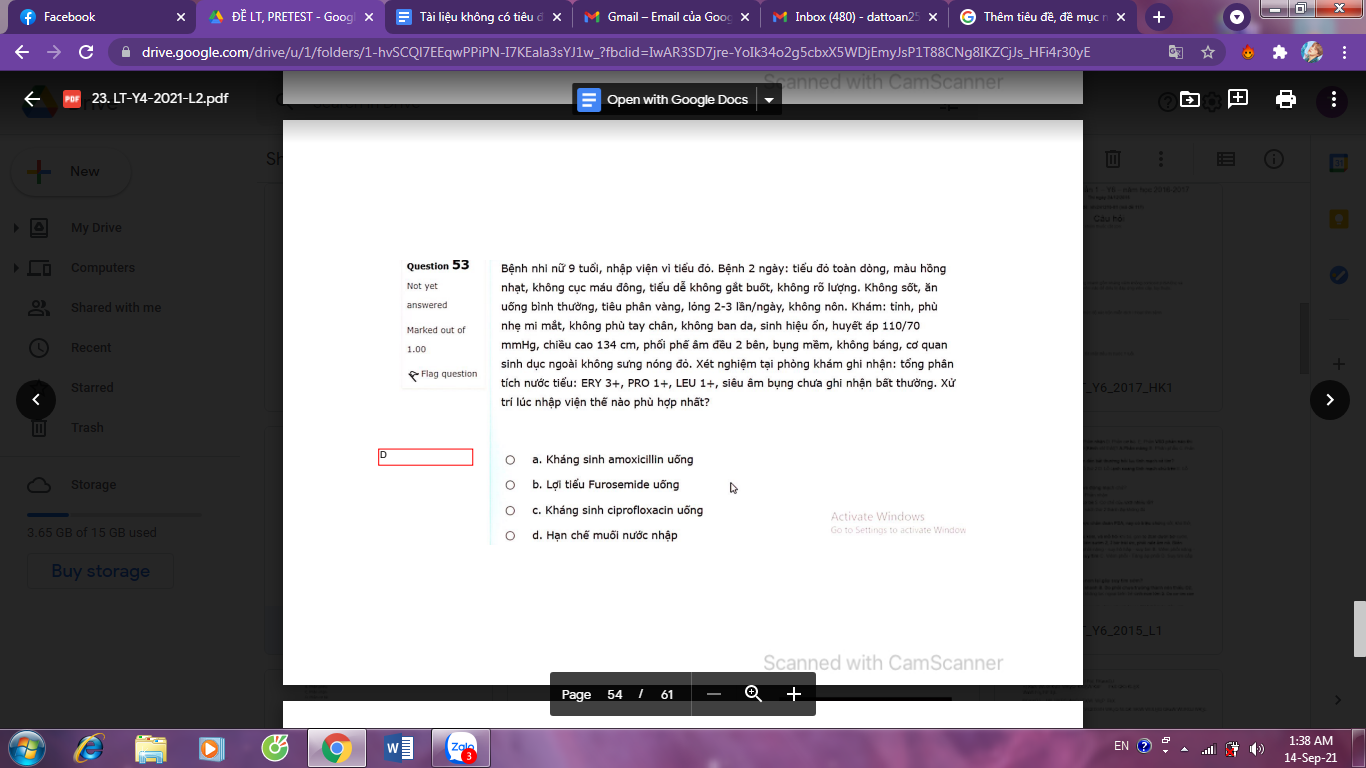 Facebook
ĐỀ LT, PRETEST - Googl
Tài liệu không có tiêu đ
Gmail – Email của Goog
Inbox (480) - dattoan25
Thêm tiêu đề, đề mục n
drive.google.com/drive/u/1/folders/1-hvSCQI7EEqwPPiPN-I7KEala3sYJ1w_?fbclid=IwAR3SD7jre-YoIk34o2g5cbxX5WDjEmyJsP1T88CNg8IKZCjJs_HFi4r30yE
Scanned with CamScanner
PDF
23. LT-Y4-2021-L2.pdf
Open with Google Docs
New
My Drive
Computers
Shared with me
Recent
Starred
Trash
Storage
3.65 GB of 15 GB used
Buy storage
Câu hỏi
T_Y6_2017_HK1
T_Y6_2015_L1
Question 53
Not yet
answered
Marked out of
1.00
Flag question
Bệnh nhi nữ 9 tuổi, nhập viện vì tiểu đỏ. Bệnh 2 ngày: tiểu đỏ toàn dòng, màu hồng
nhạt, không cục máu đông, tiểu dễ không gắt buốt, không rõ lượng. Không sốt, ăn
uống bình thường, tiêu phân vàng, lỏng 2-3 lần/ngày, không nôn. Khám: tỉnh, phù
nhẹ mi mắt, không phù tay chân, không ban da, sinh hiệu ổn, huyết áp 110/70
mmHg, chiều cao 134 cm, phổi phế âm đều 2 bên, bụng mềm, không báng, cơ quan
sinh dục ngoài không sưng nóng đỏ. Xét nghiệm tại phòng khám ghi nhận: tổng phân
tích nước tiểu: ERY 3+, PRO 1+, LEU 1+, siêu âm bụng chưa ghi nhận bất thường. Xử
trí lúc nhập viện thế nào phù hợp nhất?
D
a. Kháng sinh amoxicillin uống
b. Lợi tiểu Furosemide uống
c. Kháng sinh ciprofloxacin uống
d. Hạn chế muối nước nhập
Activate Windows
Go to Settings to activate Window
Scanned with CamScanner
Page 54 / 61
Zalo
3
EN
1:38 AM
14-Sep-21